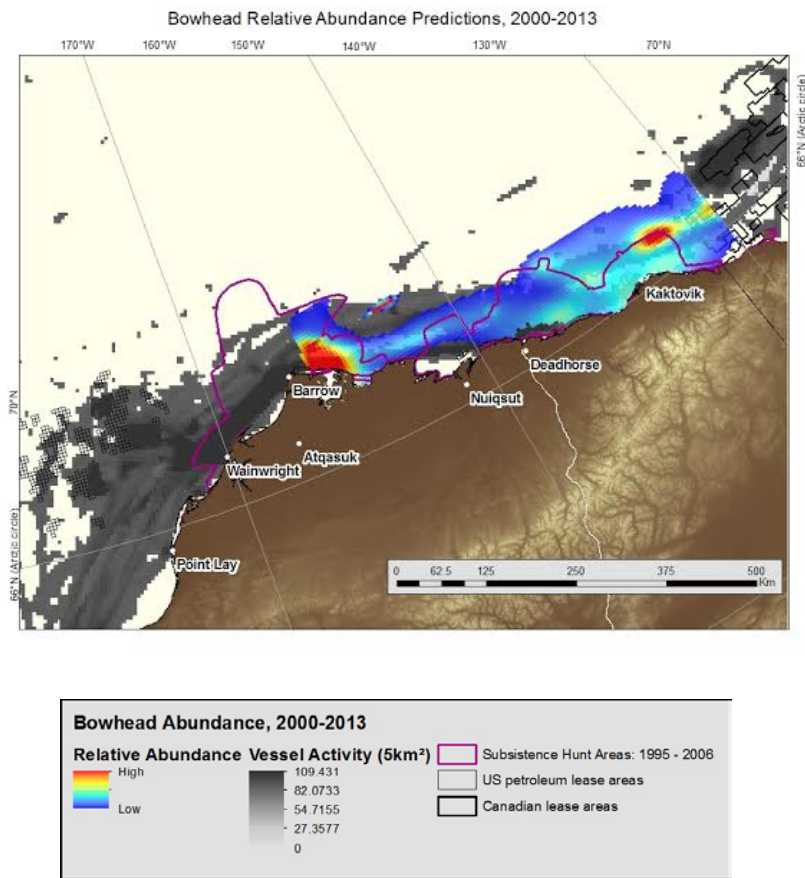 Bowhead Relative Abundance Predictions, 2000-2013
170°W 160°W 150°W 140°W 130°W 70°N
66°N (Arctic circle)
Kaktovik
Deadhorse
Barrow
Nuiqsut
70°N
Atqasuk
Wainwright
Point Lay
66°N (Arctic circle)
0 62.5 125 250 375 500
Km
Bowhead Abundance, 2000-2013
Relative Abundance Vessel Activity (5km²)
High
Low
109.431
82.0733
54.7155
27.3577
0
Subsistence Hunt Areas: 1995 - 2006
US petroleum lease areas
Canadian lease areas